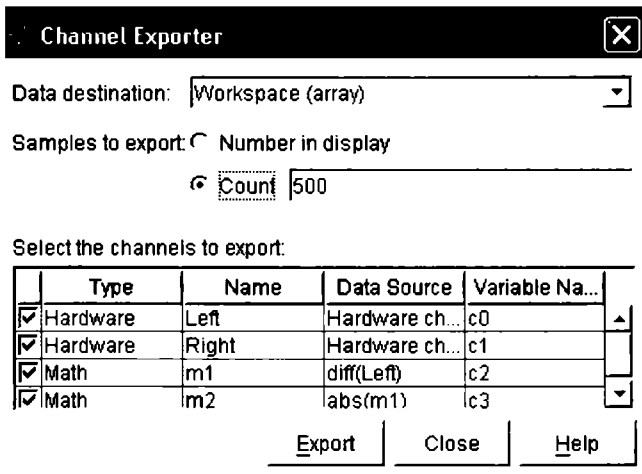 Channel Exporter
Data destination: Workspace (array)
Samples to export: Number in display
Count 500
Select the channels to export:
Type Name Data Source Variable Na...
Hardware Left Hardware ch... c0
Hardware Right Hardware ch... c1
Math m1 diff(Left) c2
Math m2 abs(m1) c3
Export Close Help